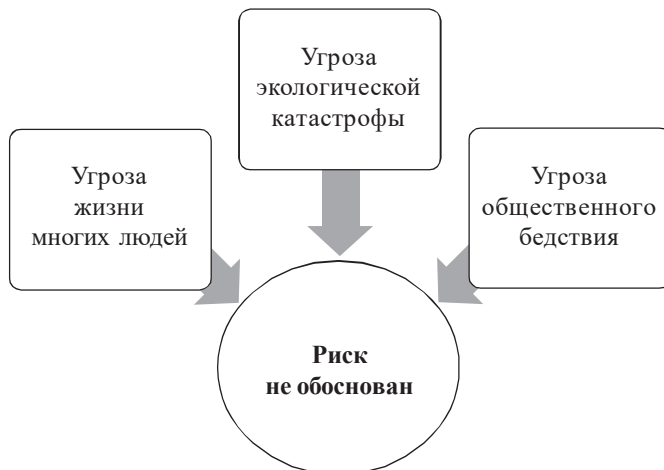 Угроза
экологической
катастрофы
Угроза
жизни
многих людей
Угроза
общественного
бедствия
Риск
не обоснован